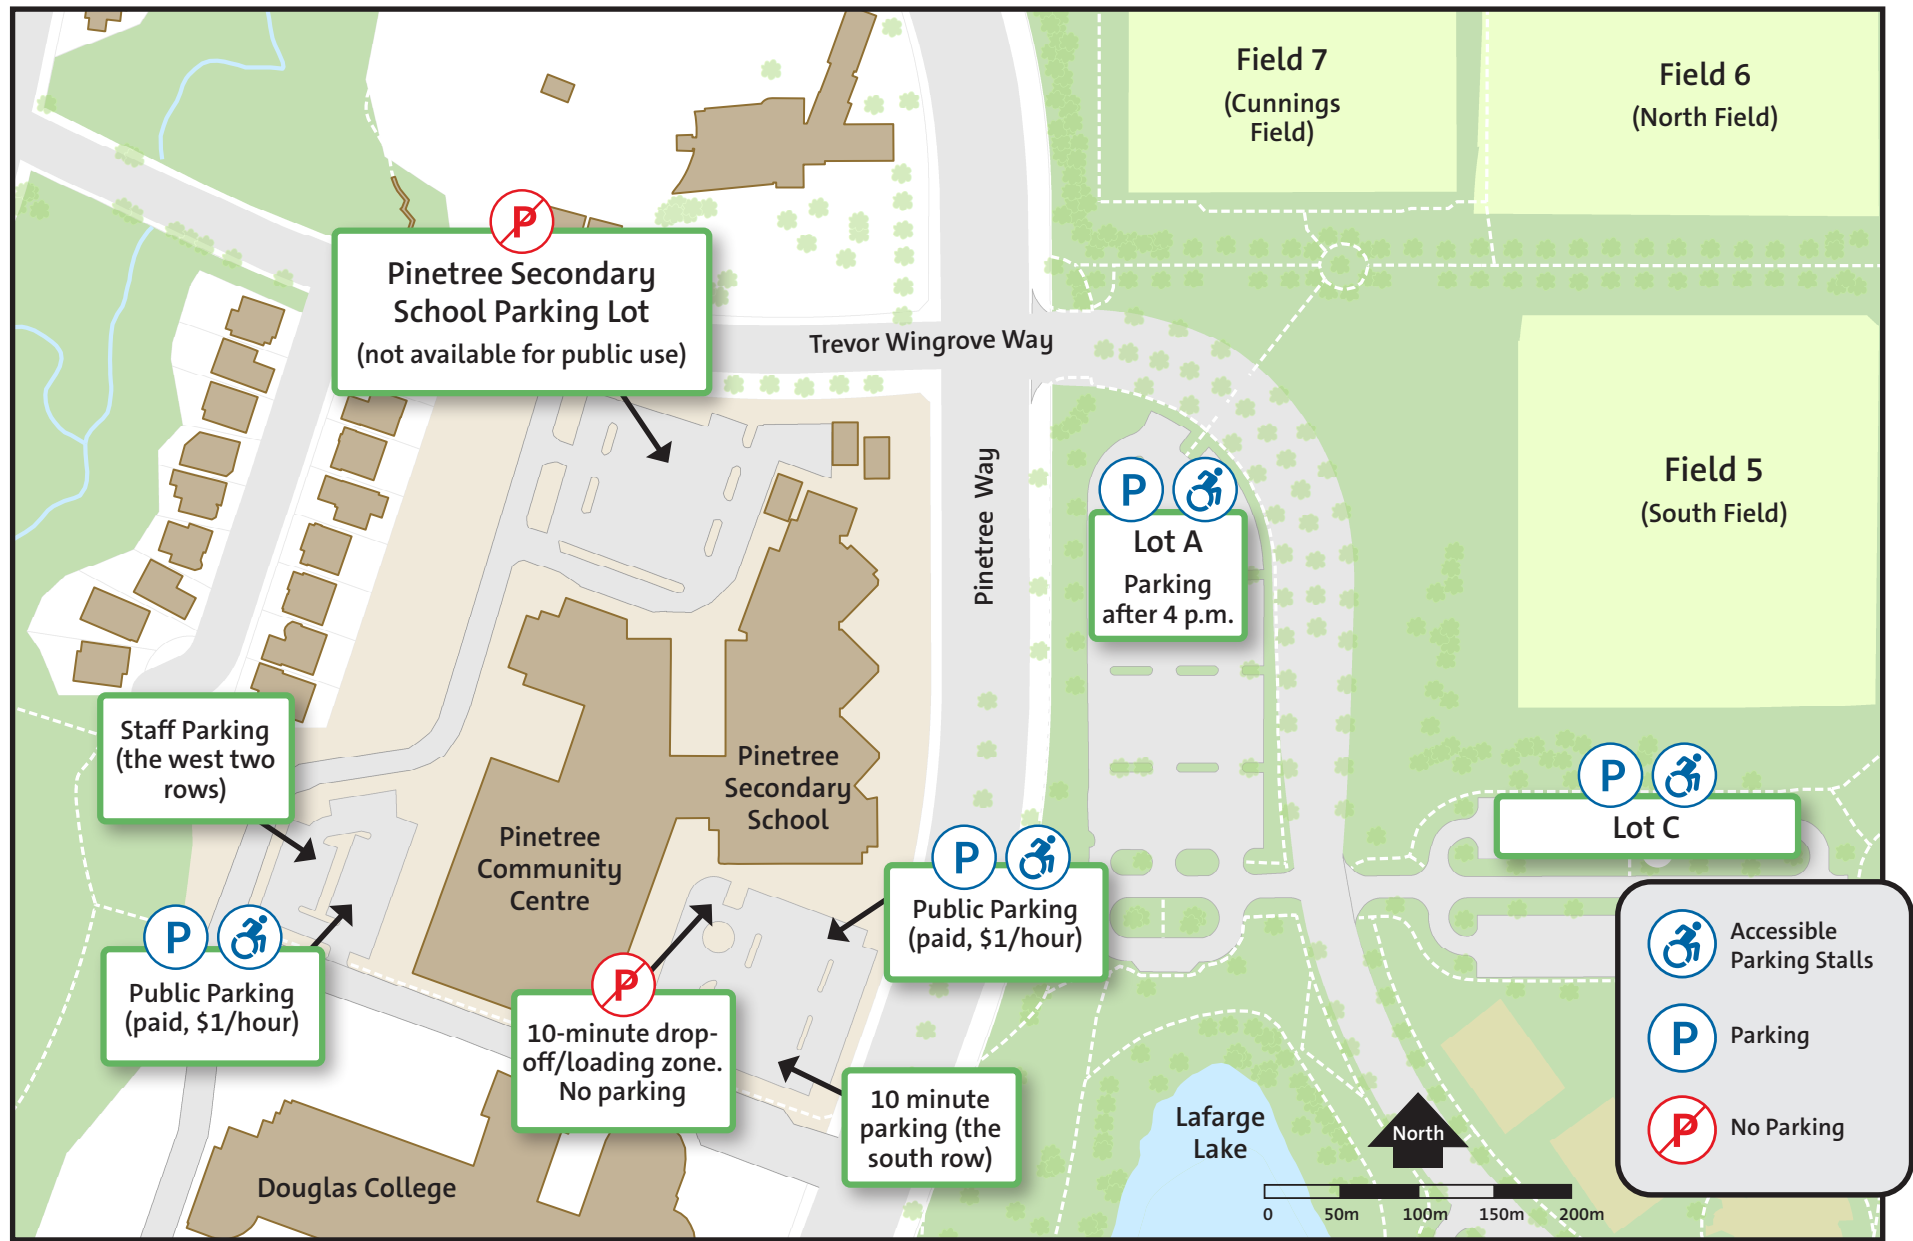 Field 7
(Cunnings
Field)
Field 6
(North Field)
P
Pinetree Secondary
School Parking Lot
(not available for public use)
Trevor Wingrove Way
Pinetree Way
P
Lot A
Parking
after 4 p.m.
Field 5
(South Field)
Staff Parking
(the west two
rows)
Pinetree
Secondary
School
Pinetree
Community
Centre
P
Lot C
P
Public Parking
(paid, $1/hour)
P
Public Parking
(paid, $1/hour)
P
10-minute drop-
off/loading zone.
No parking
10 minute
parking (the
south row)
Douglas College
Lafarge
Lake
North
0 50m 100m 150m 200m
Accessible
Parking Stalls
P
Parking
P
No Parking